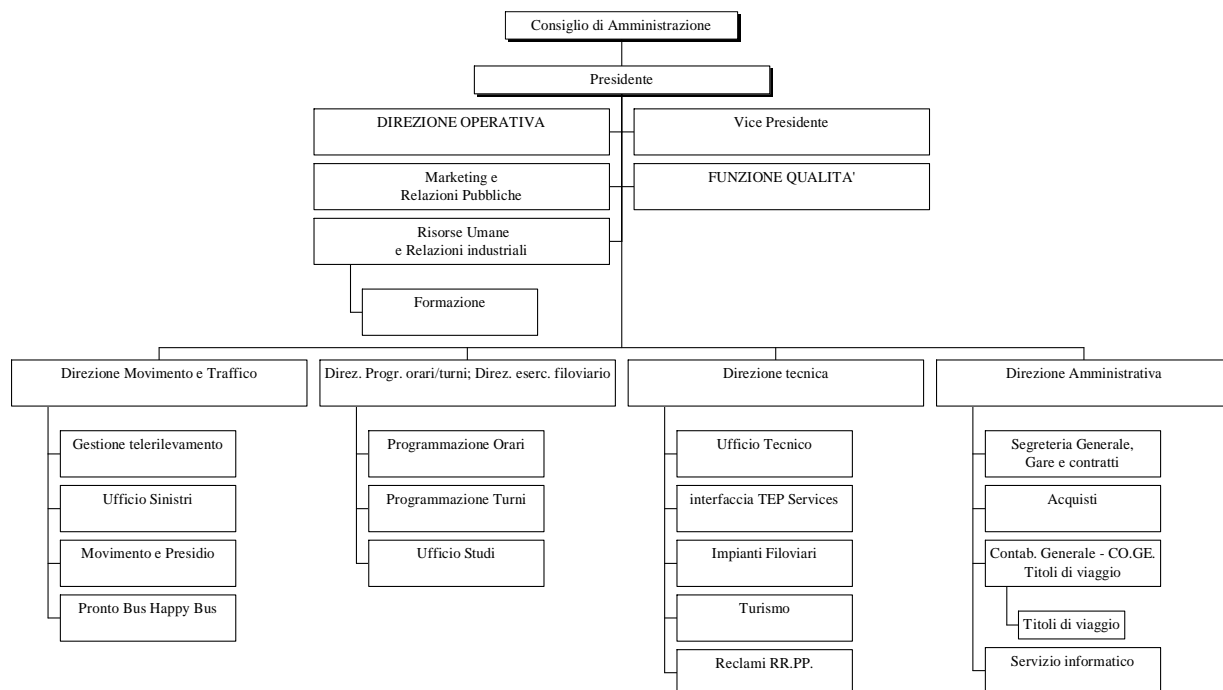 Consiglio di Amministrazione
Presidente
DIREZIONE OPERATIVA
Vice Presidente
Marketing e
Relazioni Pubbliche
FUNZIONE QUALITA'
Risorse Umane
e Relazioni industriali
Formazione
Direzione Movimento e Traffico
Gestione telerilevamento
Ufficio Sinistri
Movimento e Presidio
Pronto Bus Happy Bus
Direz. Progr. orari/turni; Direz. eserc. filoviario
Programmazione Orari
Programmazione Turni
Ufficio Studi
Direzione tecnica
Ufficio Tecnico
interfaccia TEP Services
Impianti Filoviari
Turismo
Reclami RR.PP.
Direzione Amministrativa
Segreteria Generale,
Gare e contratti
Acquisti
Contab. Generale - CO.GE.
Titoli di viaggio
Titoli di viaggio
Servizio informatico